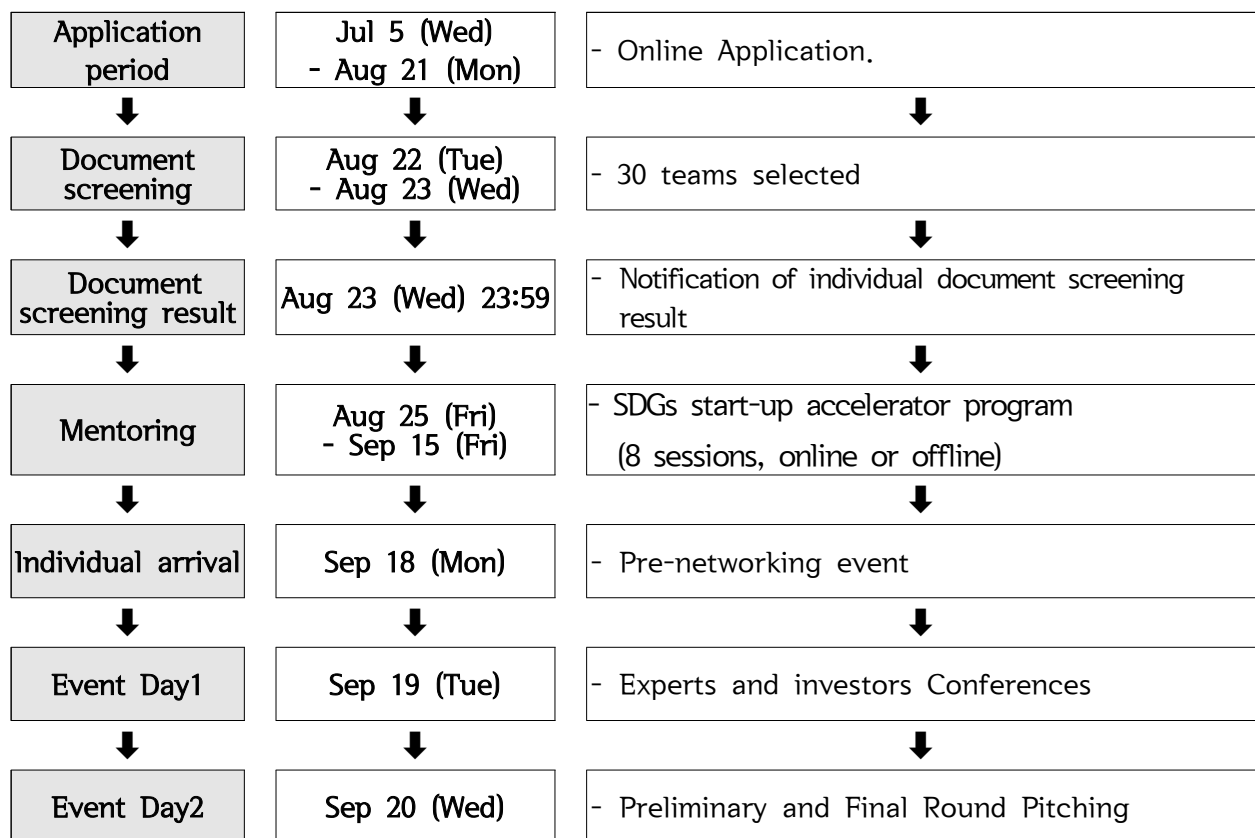 Application
period
Jul 5 (Wed)
- Aug 21 (Mon)
- Online Application.
Document
screening
Aug 22 (Tue)
- Aug 23 (Wed)
- 30 teams selected
Document
screening result
Aug 23 (Wed) 23:59
- Notification of individual document screening
result
Mentoring
Aug 25 (Fri)
- Sep 15 (Fri)
- SDGs start-up accelerator program
(8 sessions, online or offline)
Individual arrival
Sep 18 (Mon)
- Pre-networking event
Event Day1
Sep 19 (Tue)
- Experts and investors Conferences
Event Day2
Sep 20 (Wed)
- Preliminary and Final Round Pitching